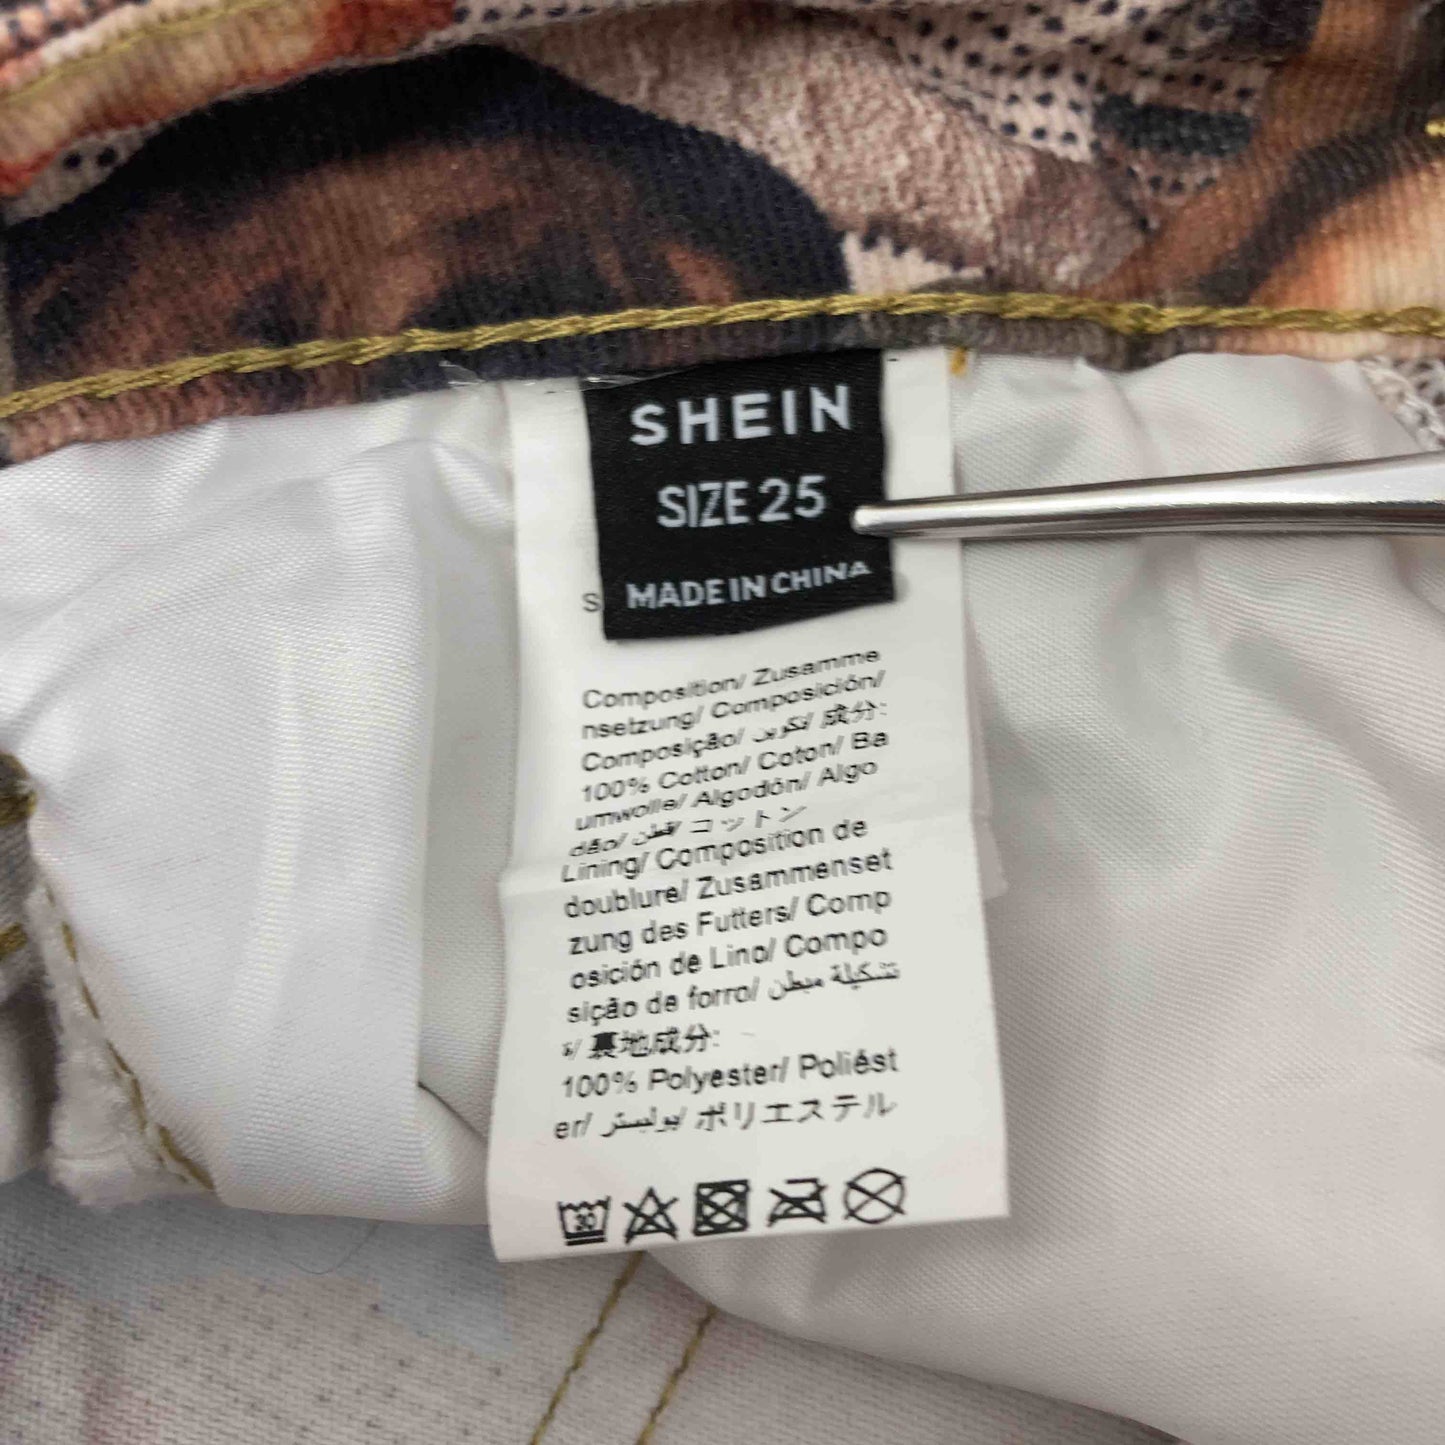 SHEIN
SIZE 25
MADE IN CHINA
S
Composition/ Zusamme
nsetzung/ Composición/
Composição/ تكوين/ 成分:
100% Cotton/ Coton/ Ba
umwolle/ Algodón/ Algo
dão/ قطن/ コットン
Lining/ Composition de
doublure/ Zusammenset
zung des Futters/ Comp
osición de Lino/ Compo
sição de forro/ تشكيلة مبطن
ة/ 裏地成分:
100% Polyester/ Poliést
er/ بوليستر/ ポリエステル
30